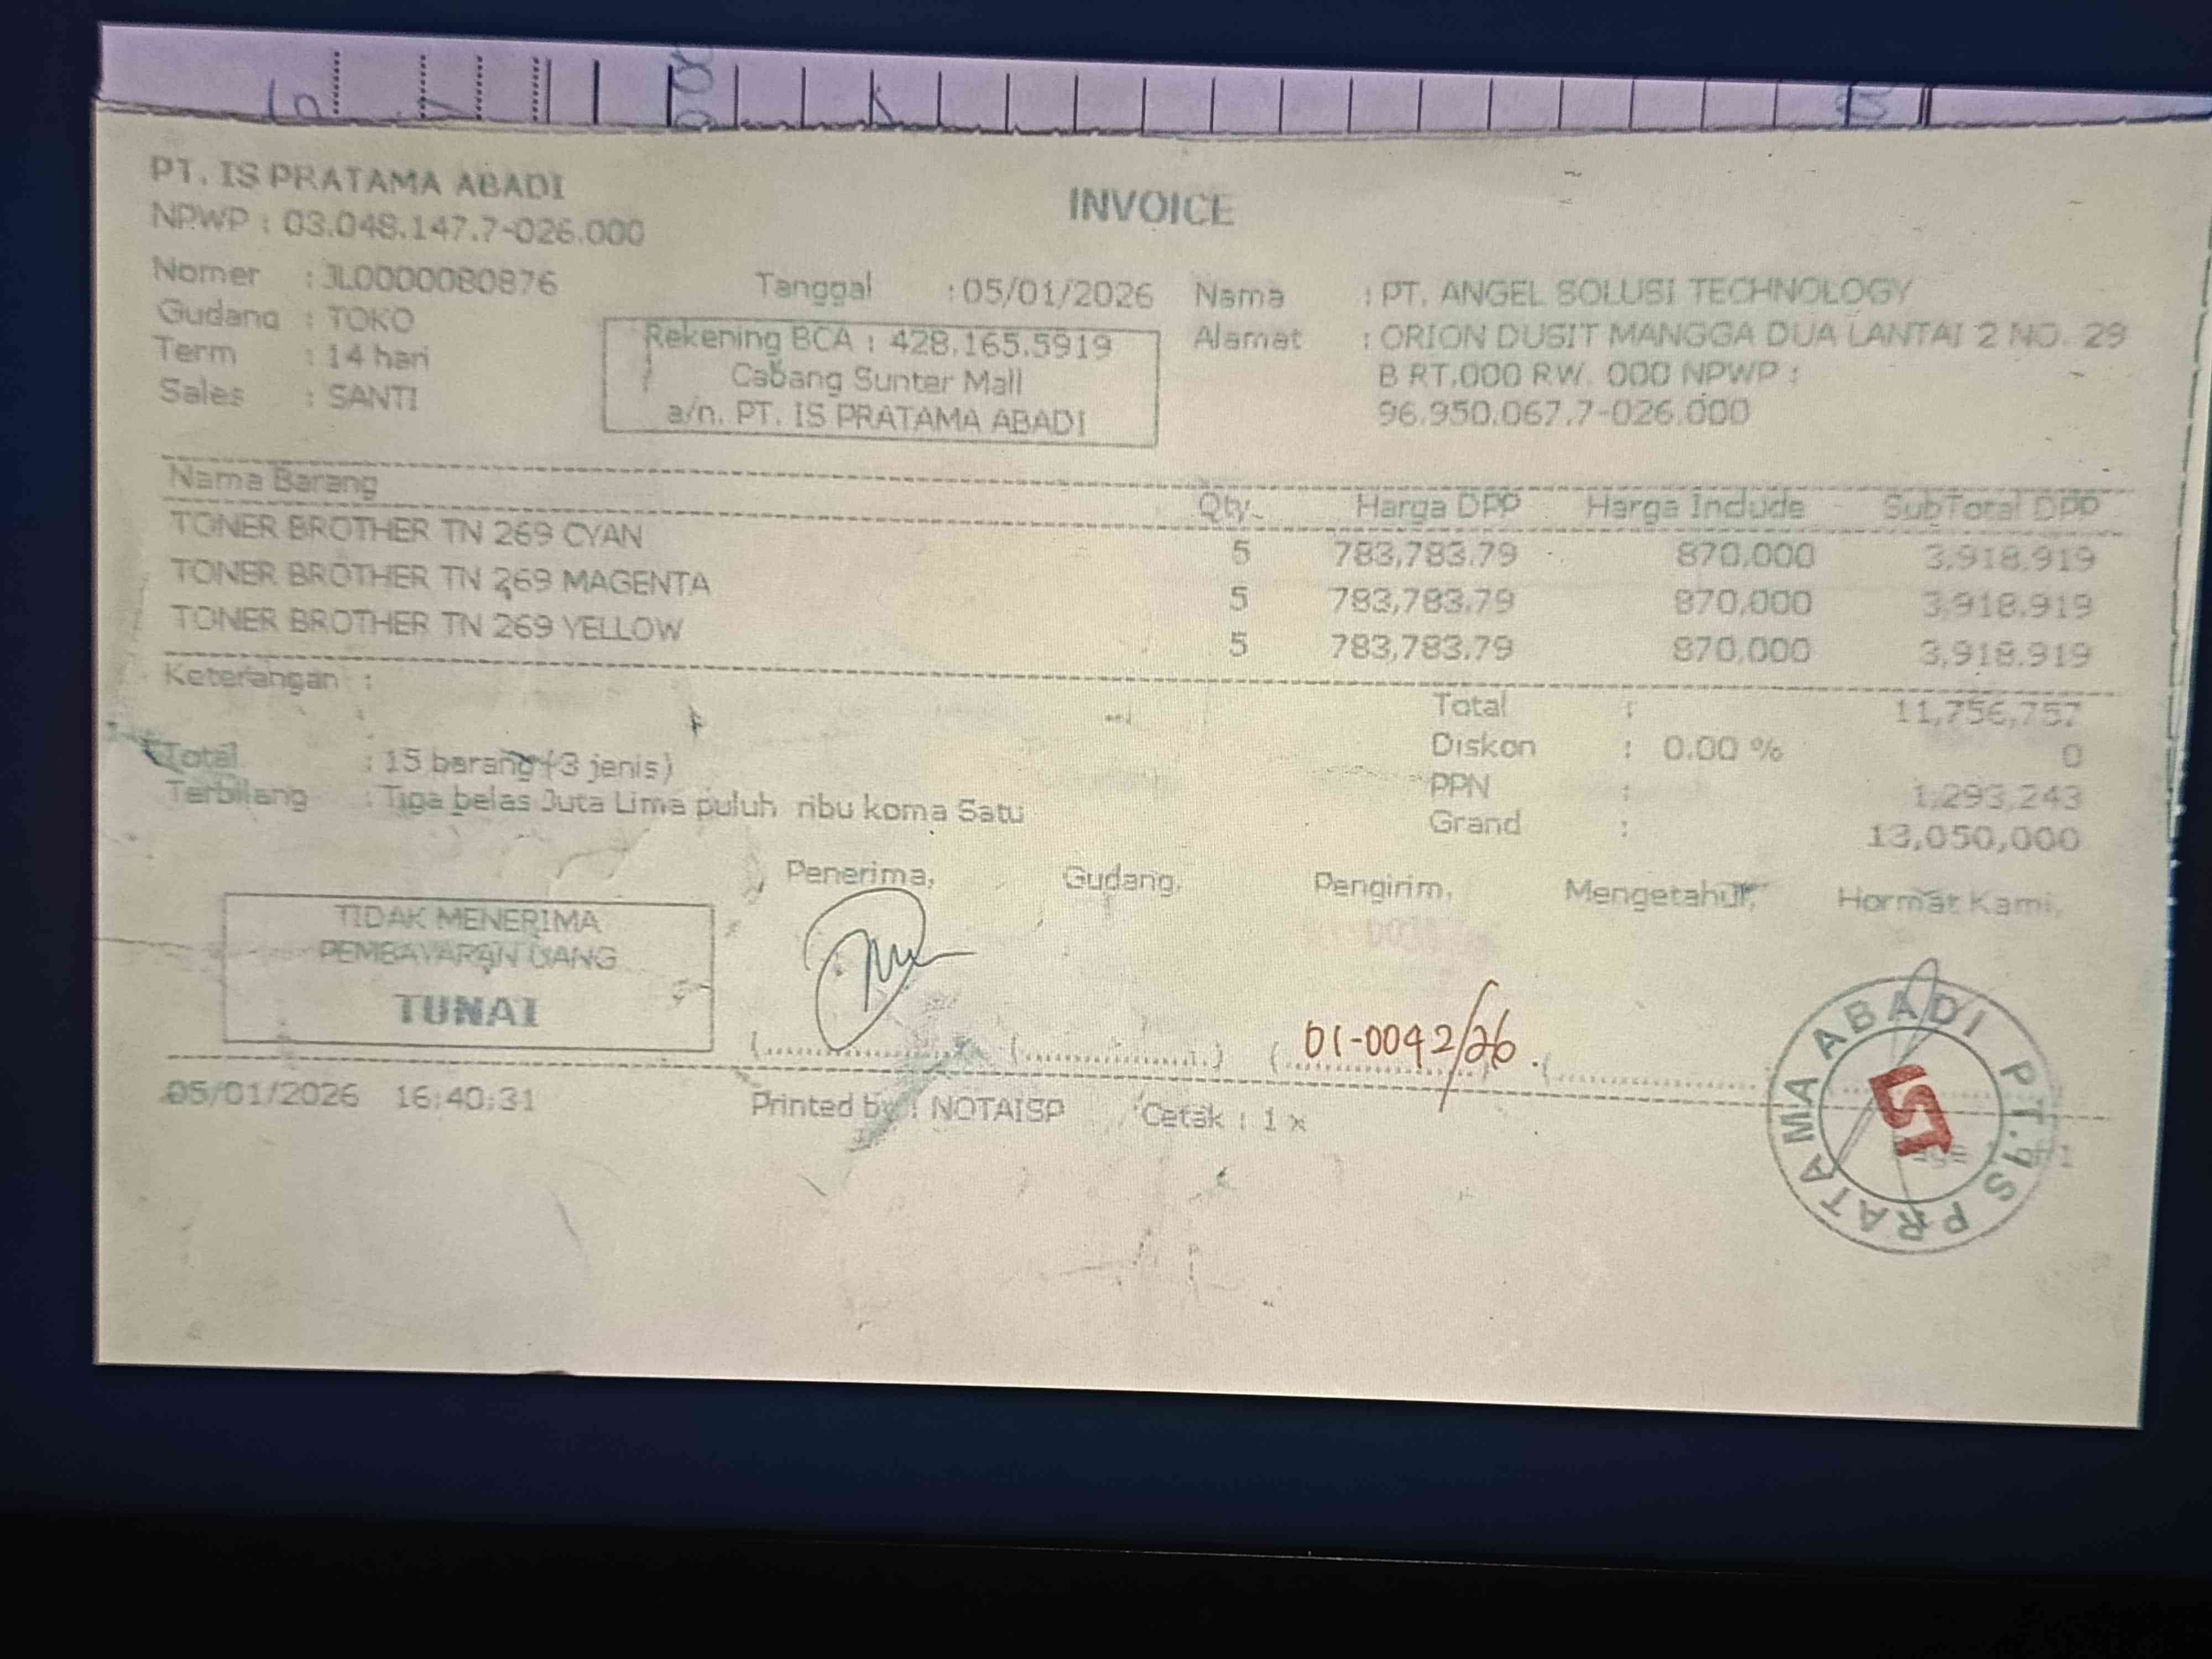 PT. IS PRATAMA ABADI
INVOICE
NPWP : 03.048.147.7-026.000
Nomer : JL0000080876
Tanggal : 05/01/2026
Nama : PT. ANGEL SOLUSI TECHNOLOGY
Gudang : TOKO
Alamat : ORION DUSIT MANGGA DUA LANTAI 2 NO. 29
B RT.000 RW. 000 NPWP :
96.950.067.7-026.000
Term : 14 hari
Sales : SANTI
Rekening BCA : 428.165.5919
Cabang Sunter Mall
a/n. PT. IS PRATAMA ABADI
Nama Barang Qty. Harga DPP Harga Include SubTotal DPP
TONER BROTHER TN 269 CYAN 5 783,783.79 870,000 3,918,919
TONER BROTHER TN 269 MAGENTA 5 783,783.79 870,000 3,918,919
TONER BROTHER TN 269 YELLOW 5 783,783.79 870,000 3,918,919
Keterangan :
Total : 11,756,757
Diskon : 0.00 % 0
PPN : 1,293,243
Grand : 13,050,000
Total : 15 barang (3 jenis)
Terbilang : Tiga belas Juta Lima puluh ribu koma Satu
Penerima, Gudang, Pengirim, Mengetahui, Hormat Kami,
TIDAK MENERIMA
PEMBAYARAN UANG
TUNAI
01-0042/26
PT. IS PRATAMA ABADI
05/01/2026 16:40:31 Printed by : NOTAISP Cetak : 1 x